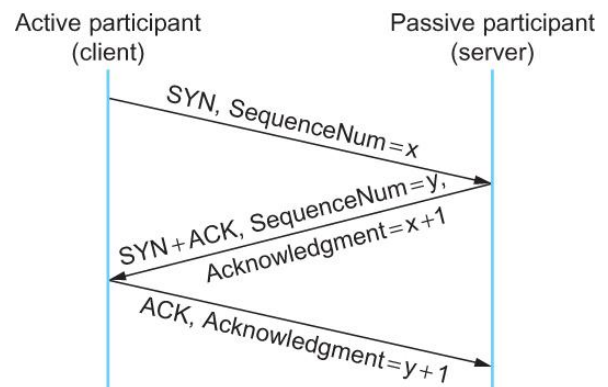 Active participant
(client)
Passive participant
(server)
SYN, SequenceNum=x
SYN+ACK, SequenceNum=y,
Acknowledgment=x+1
ACK, Acknowledgment=y+1